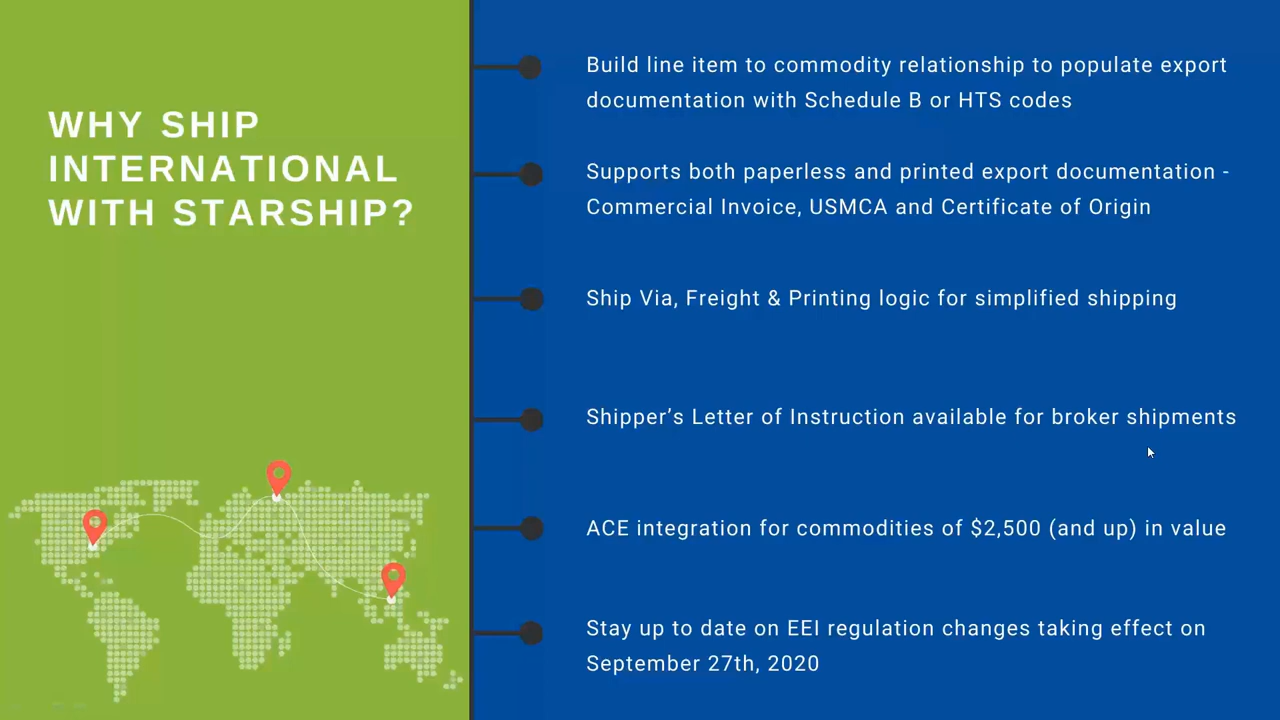 WHY SHIP
INTERNATIONAL
WITH STARSHIP?
Build line item to commodity relationship to populate export
documentation with Schedule B or HTS codes
Supports both paperless and printed export documentation -
Commercial Invoice, USMCA and Certificate of Origin
Ship Via, Freight & Printing logic for simplified shipping
Shipper’s Letter of Instruction available for broker shipments
ACE integration for commodities of $2,500 (and up) in value
Stay up to date on EEI regulation changes taking effect on
September 27th, 2020